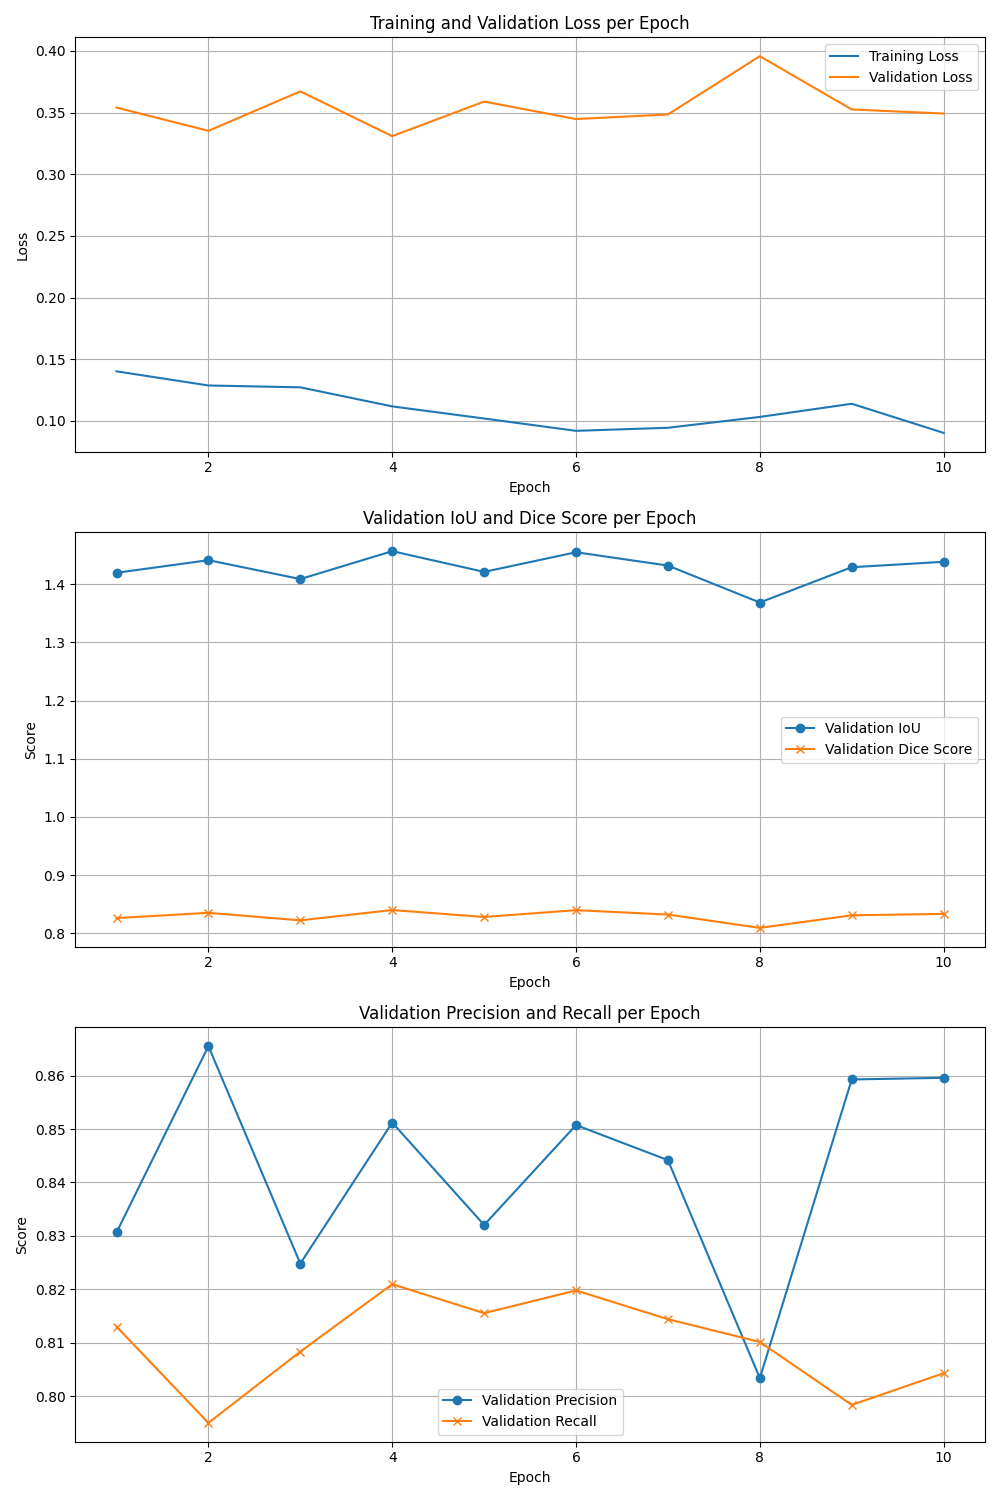 Training and Validation Loss per Epoch
Training Loss
Validation Loss
0.40
0.35
0.30
0.25
0.20
0.15
0.10
Loss
2 4 6 8 10
Epoch
Validation IoU and Dice Score per Epoch
1.4
1.3
1.2
1.1
1.0
0.9
0.8
Score
Validation IoU
Validation Dice Score
2 4 6 8 10
Epoch
Validation Precision and Recall per Epoch
0.86
0.85
0.84
0.83
0.82
0.81
0.80
Score
Validation Precision
Validation Recall
2 4 6 8 10
Epoch